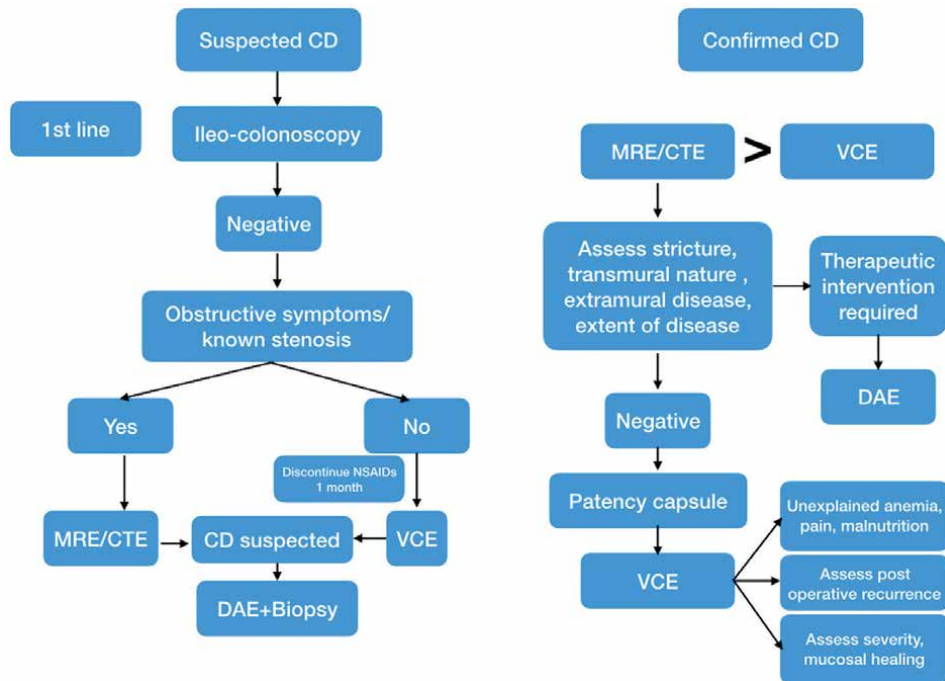 Suspected CD
1st line
Ileo-colonoscopy
Negative
Obstructive symptoms/
known stenosis
Yes
No
Discontinue NSAIDs
1 month
MRE/CTE
CD suspected
VCE
DAE+Biopsy
Confirmed CD
MRE/CTE
>
VCE
Assess stricture,
transmural nature ,
extramural disease,
extent of disease
Therapeutic
intervention
required
DAE
Negative
Patency capsule
VCE
Unexplained anemia,
pain, malnutrition
Assess post
operative recurrence
Assess severity,
mucosal healing